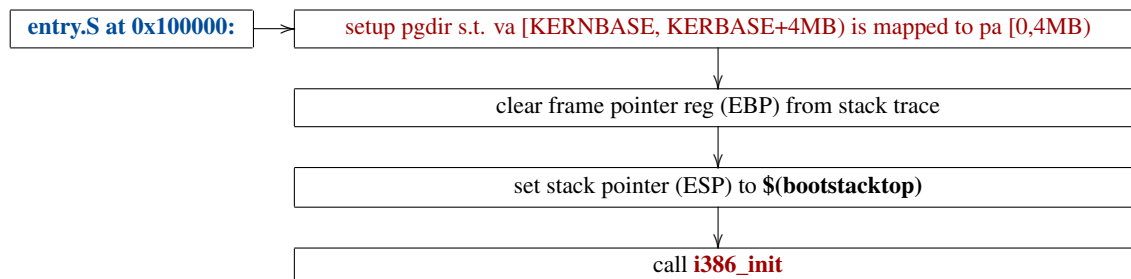 entry.S at 0x100000:
setup pgdir s.t. va [KERNBASE, KERBASE+4MB) is mapped to pa [0,4MB)
clear frame pointer reg (EBP) from stack trace
set stack pointer (ESP) to $(bootstacktop)
call i386_init